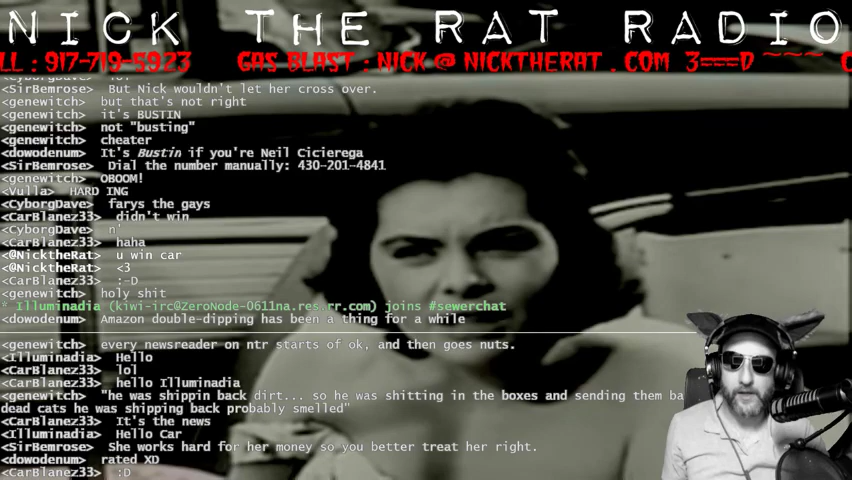 NICK THE RAT RADIO
LL : 917-719-5923 GAS BLAST : NICK @ NICKTHERAT . COM 3===D ~~~ C
<CyborgDave> lol
<SirBemrose> But Nick wouldn't let her cross over.
<genewitch> but that's not right
<genewitch> it's BUSTIN
<genewitch> not "busting"
<genewitch> cheater
<dowodenum> It's Bustin if you're Neil Cicierega
<SirBemrose> Dial the number manually: 430-201-4841
<genewitch> OBOOM!
<Vulla> HARD ING
<CyborgDave> farys the gays
<CarBlanez33> didn't win
<CyborgDave> n'
<CarBlanez33> haha
<@NicktheRat> u win car
<@NicktheRat> <3
<CarBlanez33> :-D
<genewitch> holy shit
* Illuminadia (kiwi-irc@ZeroNode-0611na.res.rr.com) joins #sewerchat
<dowodenum> Amazon double-dipping has been a thing for a while
<genewitch> every newsreader on ntr starts of ok, and then goes nuts.
<Illuminadia> Hello
<CarBlanez33> lol
<CarBlanez33> hello Illuminadia
<genewitch> "he was shippin back dirt... so he was shitting in the boxes and sending them ba
dead cats he was shipping back probably smelled"
<CarBlanez33> It's the news
<Illuminadia> Hello Car
<SirBemrose> She works hard for her money so you better treat her right.
<dowodenum> rated XD
<CarBlanez33> :D